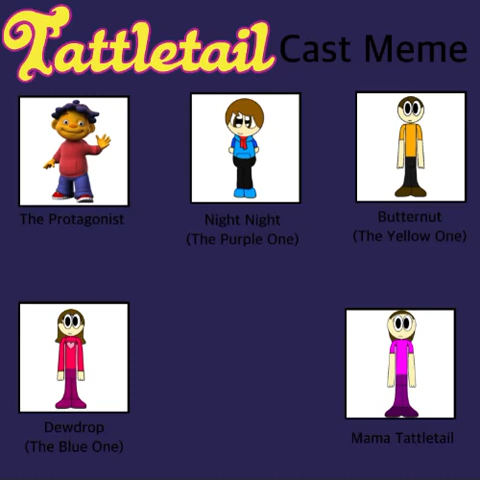 Tattletail Cast Meme
The Protagonist
Night Night
(The Purple One)
Butternut
(The Yellow One)
Dewdrop
(The Blue One)
Mama Tattletail